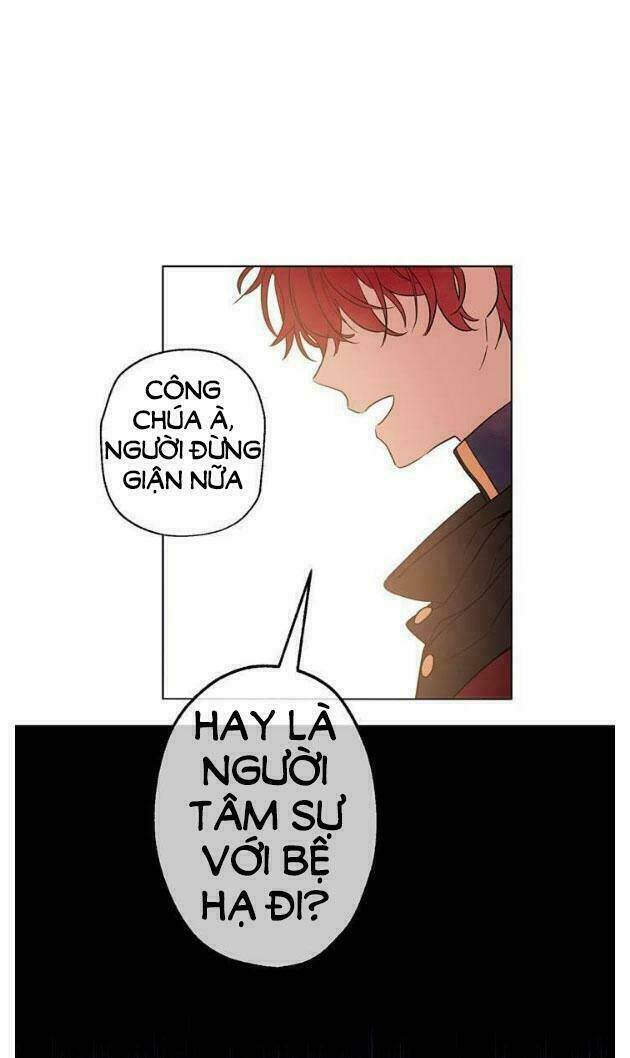 CÔNG
CHÚA À,
NGƯỜI ĐỪNG
GIẬN NỮA
HAY LÀ
NGƯỜI
TÂM SỰ
VỚI BỆ
HẠ ĐI?